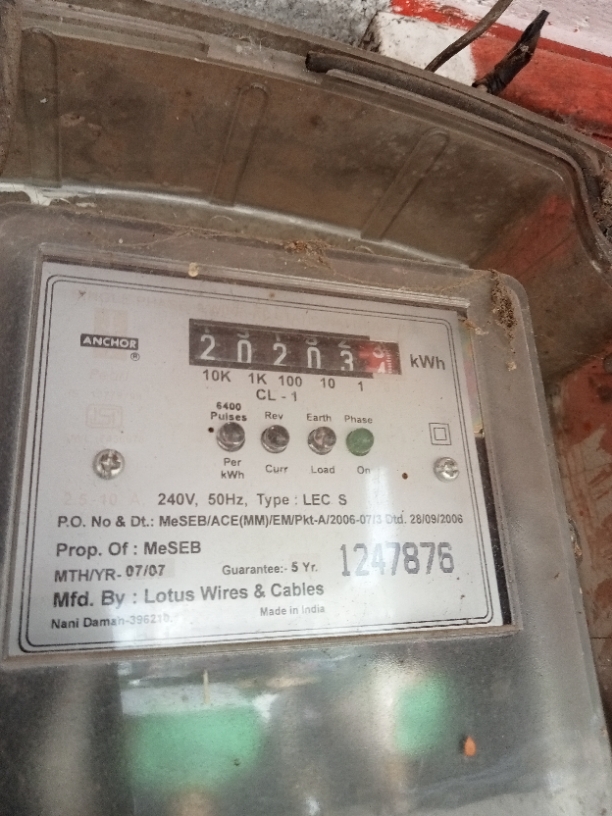 ANCHOR
®
2 0 2 0 3 kWh
10K 1K 100 10 1
CL - 1
6400 Pulses Rev Earth Phase
Per kWh Curr Load On
240V, 50Hz, Type : LEC S
P.O. No & Dt.: MeSEB/ACE(MM)/EM/Pkt-A/2006-07/3 Dtd. 28/09/2006
Prop. Of : MeSEB
MTH/YR- 07/07 Guarantee:- 5 Yr. 1247876
Mfd. By : Lotus Wires & Cables
Nani Daman-396210. Made in India